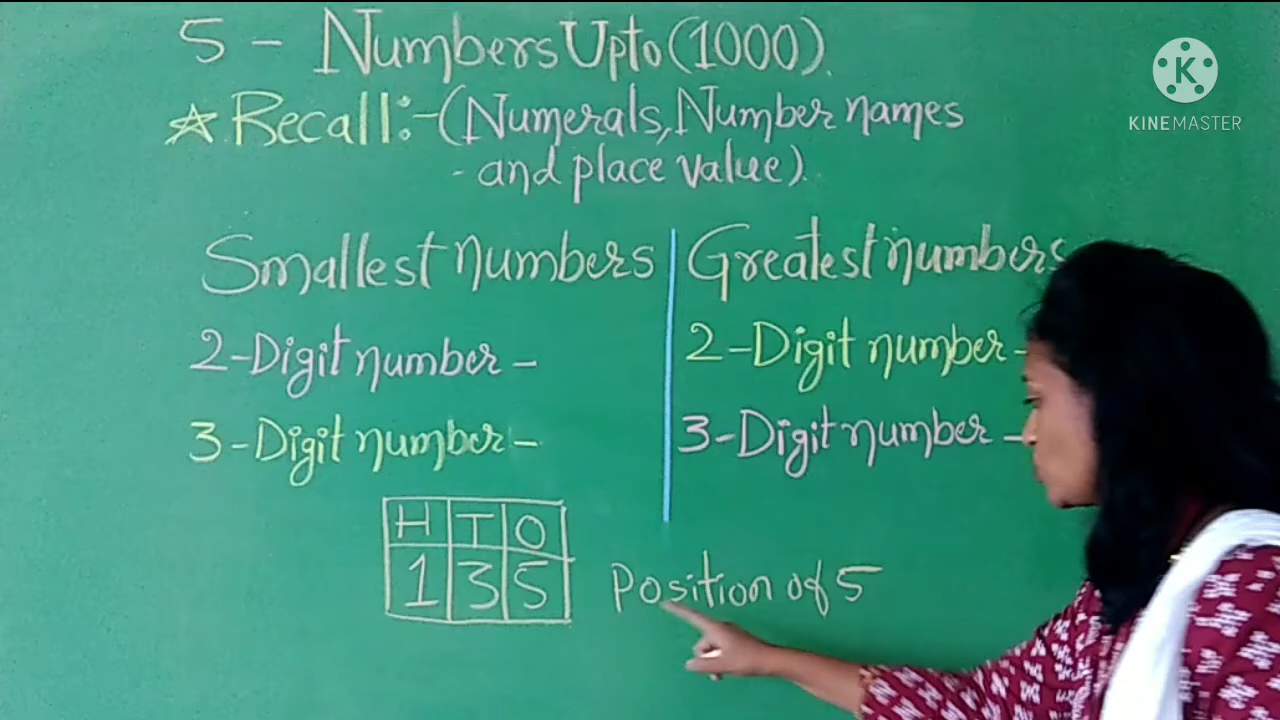 5 - Numbers Upto (1000).
☆ Recall:- (Numerals, Number names
- and place value).
Smallest numbers
2-Digit number -
3-Digit number -
Greatest numbers
2-Digit number -
3-Digit number -
H T O
1 3 5
Position of 5
K
KINEMASTER